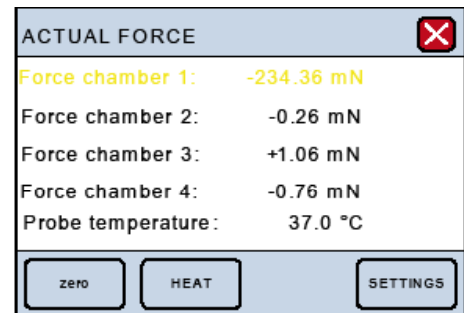 ACTUAL FORCE
Force chamber 1: -234.36 mN
Force chamber 2: -0.26 mN
Force chamber 3: +1.06 mN
Force chamber 4: -0.76 mN
Probe temperature: 37.0 °C
zero HEAT SETTINGS